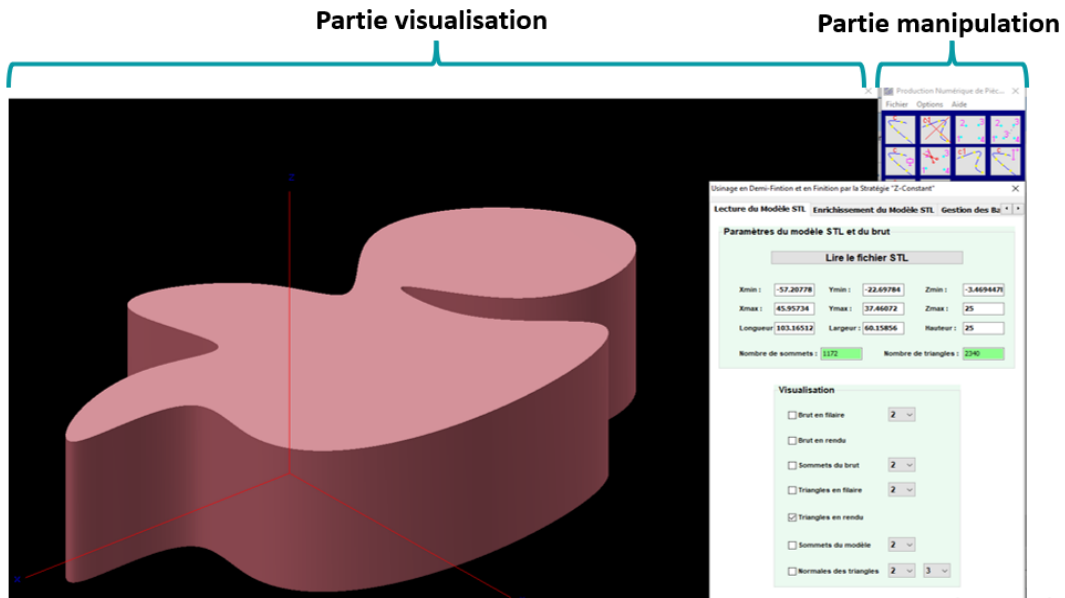 Partie visualisation
Partie manipulation
Production Numérique de Pièc...
Fichier Options Aide
Usinage en Demi-Fintion et en Finition par la Stratégie "Z-Constant"
Lecture du Modèle STL Enrichissement du Modèle STL Gestion des Ba
Paramètres du modèle STL et du brut
Lire le fichier STL
Xmin : -57.20778 Ymin : -22.69784 Zmin : -3.469447
Xmax : 45.95734 Ymax : 37.46072 Zmax : 25
Longueur 103.16512 Largeur : 60.15856 Hauteur : 25
Nombre de sommets : 1172 Nombre de triangles : 2340
Visualisation
Brut en filaire 2
Brut en rendu
Sommets du brut 2
Triangles en filaire 2
Triangles en rendu
Sommets du modèle 2
Normales des triangles 2 3
Z
X